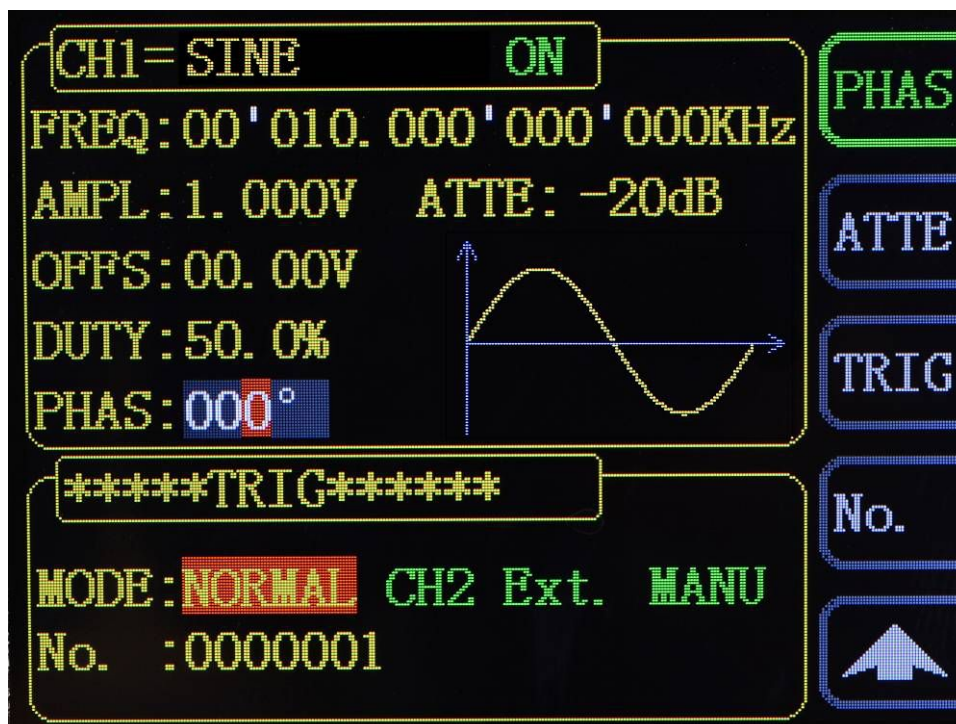 CH1=SINE ON
FREQ:00'010.000'000'000KHz
AMPL:1.000V ATTE:-20dB
OFFS:00.00V
DUTY:50.0%
PHAS:000°
*****TRIG******
MODE:NORMAL CH2 Ext. MANU
No. :0000001
PHAS
ATTE
TRIG
No.